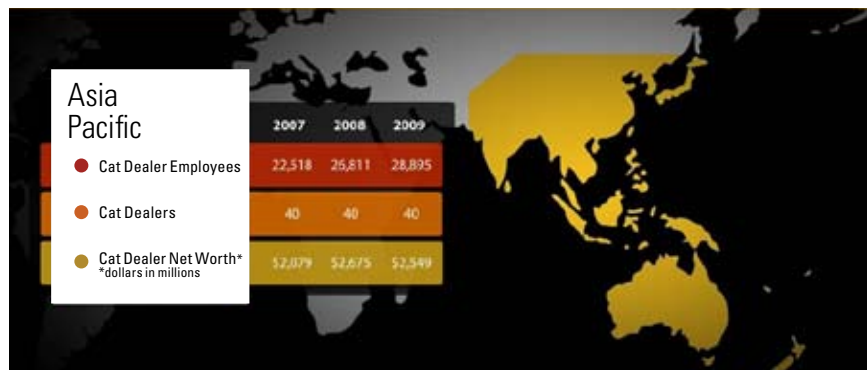 Asia
Pacific
2007 2008 2009
Cat Dealer Employees 22,518 26,811 28,895
Cat Dealers 40 40 40
Cat Dealer Net Worth* $2,079 $2,675 $2,549
*dollars in millions